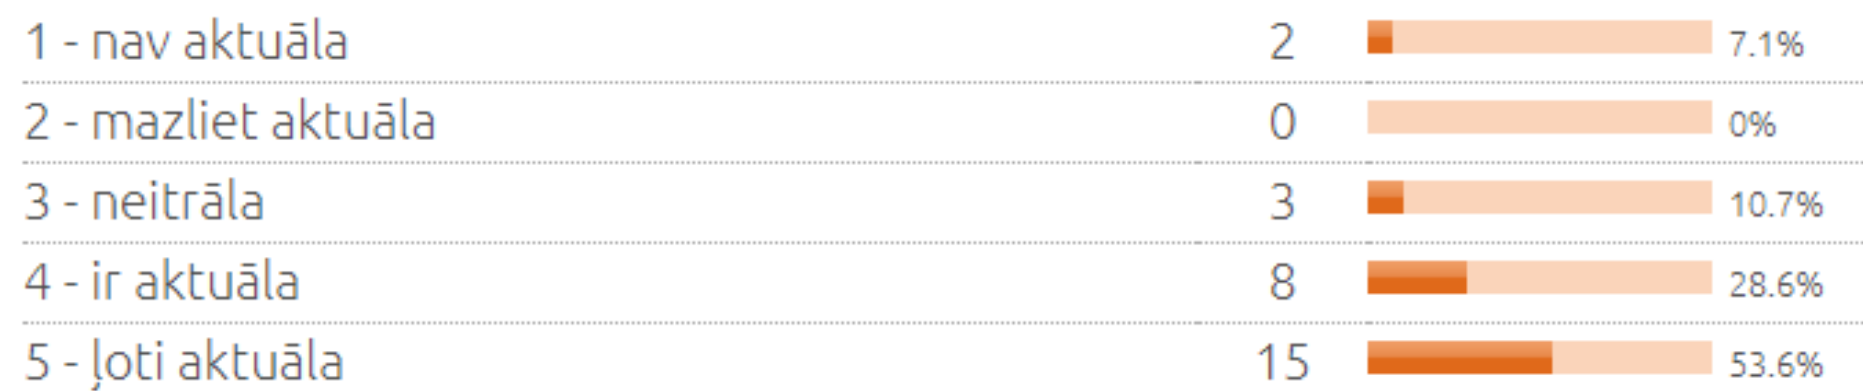 1 - nav aktuāla 2 7.1%
2 - mazliet aktuāla 0 0%
3 - neitrāla 3 10.7%
4 - ir aktuāla 8 28.6%
5 - ļoti aktuāla 15 53.6%